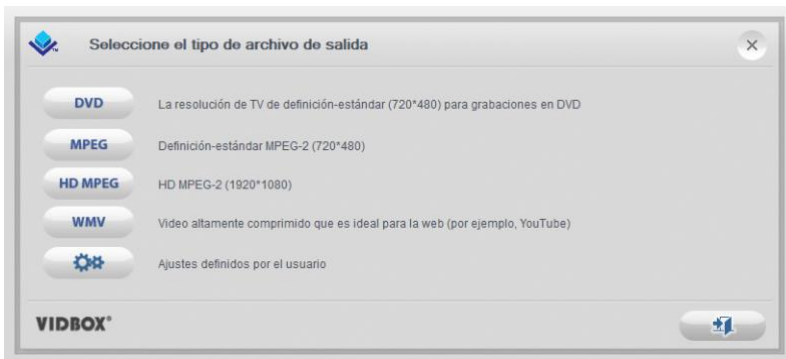 Seleccione el tipo de archivo de salida
DVD La resolución de TV de definición-estándar (720*480) para grabaciones en DVD
MPEG Definición-estándar MPEG-2 (720*480)
HD MPEG HD MPEG-2 (1920*1080)
WMV Video altamente comprimido que es ideal para la web (por ejemplo, YouTube)
Ajustes definidos por el usuario
VIDBOX®